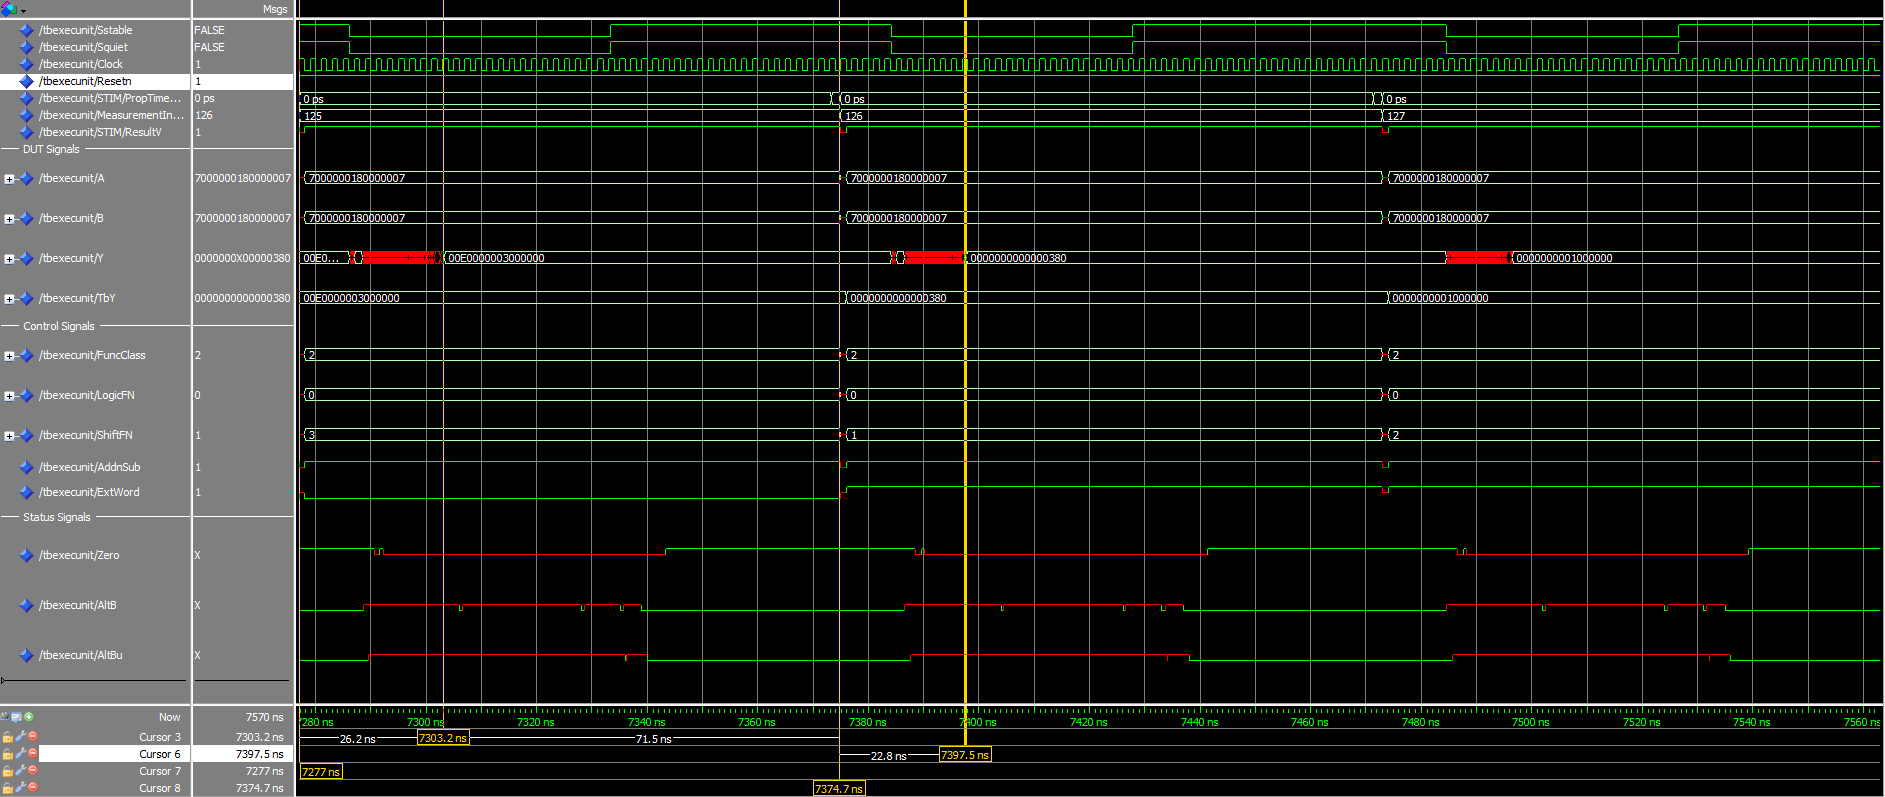 Msgs
/tbexecunit/Sstable FALSE
/tbexecunit/Squiet FALSE
/tbexecunit/Clock 1
/tbexecunit/Resetn 1
/tbexecunit/STIM/PropTime... 0 ps 0 ps 0 ps 0 ps
/tbexecunit/MeasurementIn... 126 125 126 127
/tbexecunit/STIM/ResultV 1
DUT Signals
/tbexecunit/A 7000000180000007 7000000180000007 7000000180000007 7000000180000007
/tbexecunit/B 7000000180000007 7000000180000007 7000000180000007 7000000180000007
/tbexecunit/Y 0000000X00000380 00E0... 00E0000003000000 0000000000000380 0000000001000000
/tbexecunit/TbY 0000000000000380 00E0000003000000 0000000000000380 0000000001000000
Control Signals
/tbexecunit/FuncClass 2 2 2 2
/tbexecunit/LogicFN 0 0 0 0
/tbexecunit/ShiftFN 1 3 1 2
/tbexecunit/AddnSub 1
/tbexecunit/ExtWord 1
Status Signals
/tbexecunit/Zero X
/tbexecunit/AltB X
/tbexecunit/AltBu X
Now 7570 ns 7280 ns 7300 ns 7320 ns 7340 ns 7360 ns 7380 ns 7400 ns 7420 ns 7440 ns 7460 ns 7480 ns 7500 ns 7520 ns 7540 ns 7560 ns
Cursor 3 7303.2 ns 26.2 ns 7303.2 ns 71.5 ns
Cursor 6 7397.5 ns 22.8 ns 7397.5 ns
Cursor 7 7277 ns 7277 ns
Cursor 8 7374.7 ns 7374.7 ns